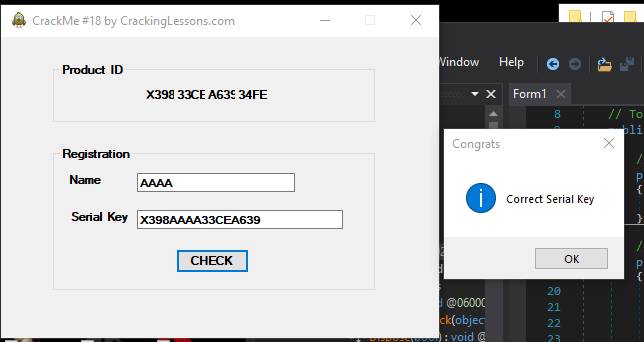 CrackMe #18 by CrackingLessons.com
Product ID
X398 33CE A639 34FE
Registration
Name
AAAA
Serial Key
X398AAAA33CEA639
CHECK
Window Help
Form1
8
// To
Congrats
Correct Serial Key
OK
20
21
22
23